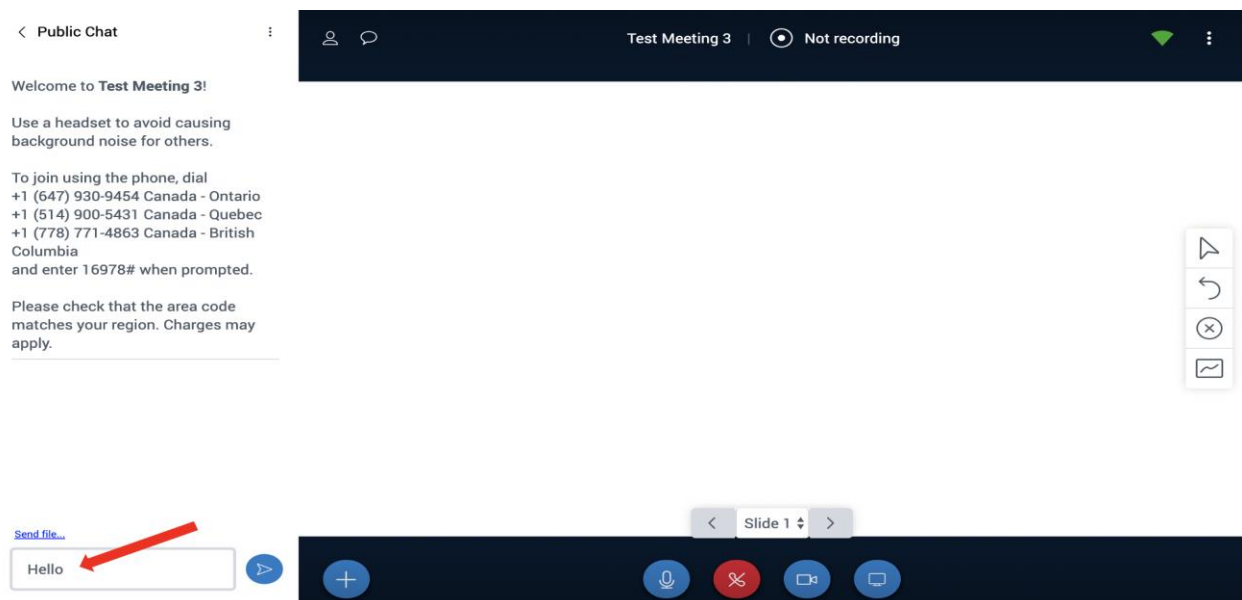 Public Chat
Welcome to Test Meeting 3!
Use a headset to avoid causing
background noise for others.
To join using the phone, dial
+1 (647) 930-9454 Canada - Ontario
+1 (514) 900-5431 Canada - Quebec
+1 (778) 771-4863 Canada - British
Columbia
and enter 16978# when prompted.
Please check that the area code
matches your region. Charges may
apply.
Send file...
Hello
Test Meeting 3 | Not recording
Slide 1